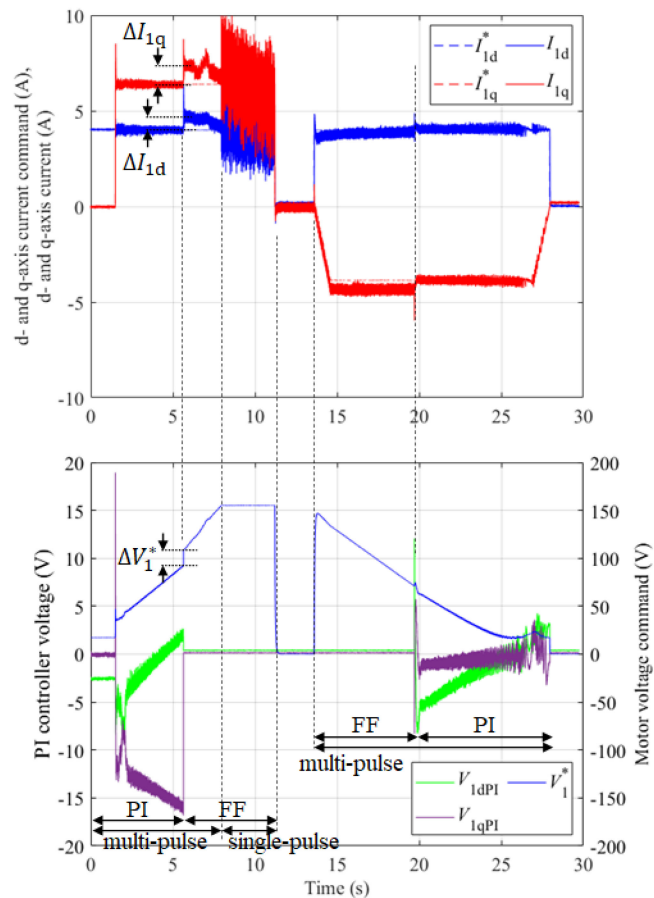 d- and q-axis current command (A),
d- and q-axis current (A)
10
5
0
-5
-10
0 5 10 15 20 25 30
ΔI1q
ΔI1d
I*1d I1d
I*1q I1q
PI controller voltage (V)
20
15
10
5
0
-5
-10
-15
-20
Motor voltage command (V)
200
150
100
50
0
-50
-100
-150
-200
ΔV*1
FF PI
multi-pulse
V1dPI V*1
V1qPI
PI FF
multi-pulse single-pulse
0 5 10 15 20 25 30
Time (s)